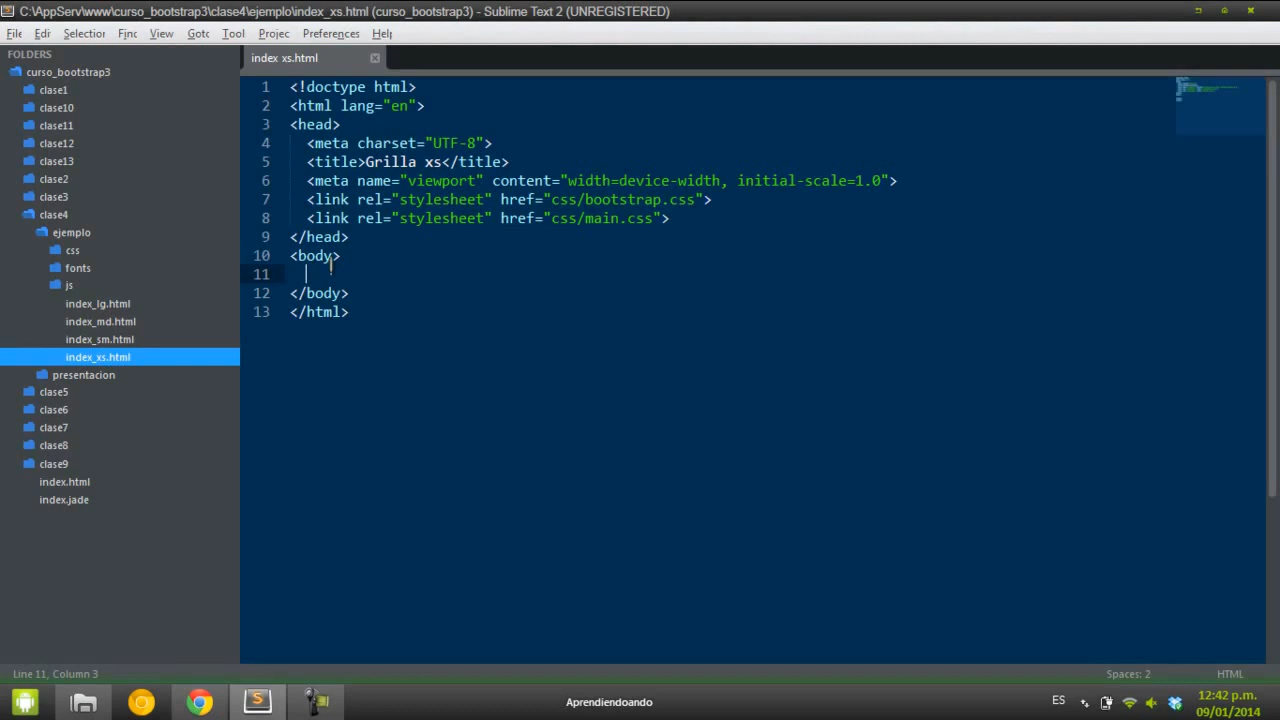 C:\AppServ\www\curso_bootstrap3\clase4\ejemplo\index_xs.html (curso_bootstrap3) - Sublime Text 2 (UNREGISTERED)
File Edi Selection Find View Goto Tool Projec Preferences Help
FOLDERS
curso_bootstrap3
clase1
clase10
clase11
clase12
clase13
clase2
clase3
clase4
ejemplo
css
fonts
js
index_lg.html
index_md.html
index_sm.html
index_xs.html
presentacion
clase5
clase6
clase7
clase8
clase9
index.html
index.jade
index xs.html
1 <!doctype html>
2 <html lang="en">
3 <head>
4 <meta charset="UTF-8">
5 <title>Grilla xs</title>
6 <meta name="viewport" content="width=device-width, initial-scale=1.0">
7 <link rel="stylesheet" href="css/bootstrap.css">
8 <link rel="stylesheet" href="css/main.css">
9 </head>
10 <body>
11
12 </body>
13 </html>
Line 11, Column 3
Spaces: 2
HTML
Aprendiendoando
ES
12:42 p.m.
09/01/2014